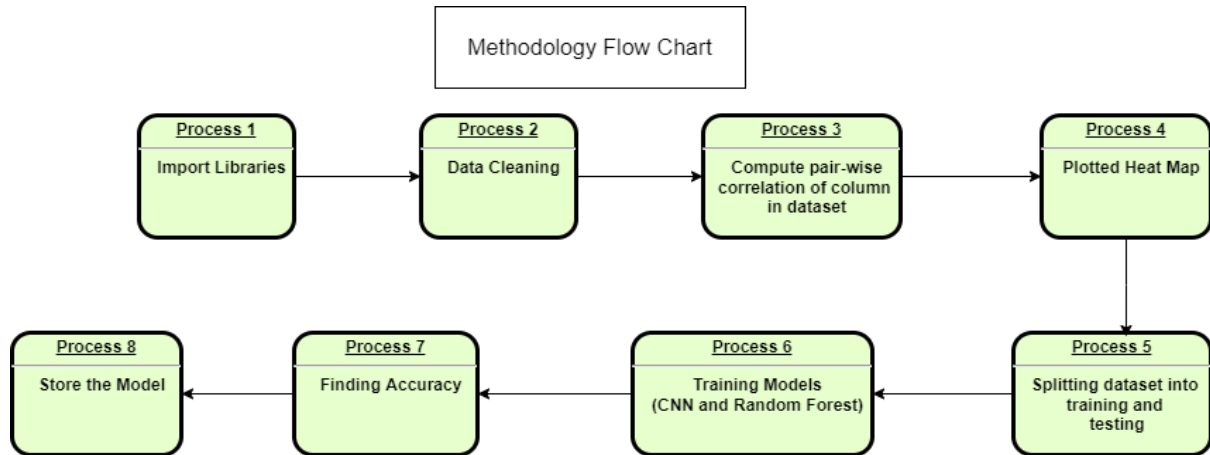 Methodology Flow Chart
Process 1
Import Libraries
Process 2
Data Cleaning
Process 3
Compute pair-wise
correlation of column
in dataset
Process 4
Plotted Heat Map
Process 5
Splitting dataset into
training and
testing
Process 6
Training Models
(CNN and Random Forest)
Process 7
Finding Accuracy
Process 8
Store the Model